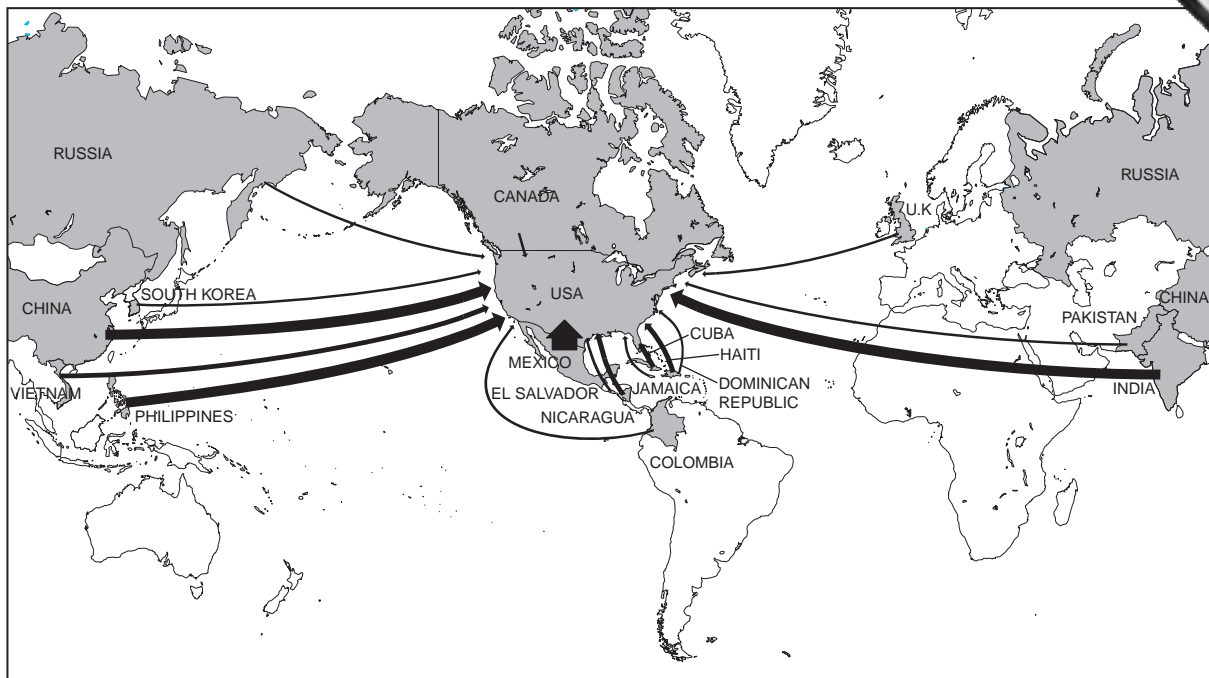 RUSSIA
CANADA
RUSSIA
U.K
SOUTH KOREA
USA
CHINA
CHINA
PAKISTAN
CUBA
HAITI
MEXICO
VIETNAM
EL SALVADOR
JAMAICA
DOMINICAN
REPUBLIC
INDIA
PHILIPPINES
NICARAGUA
COLOMBIA